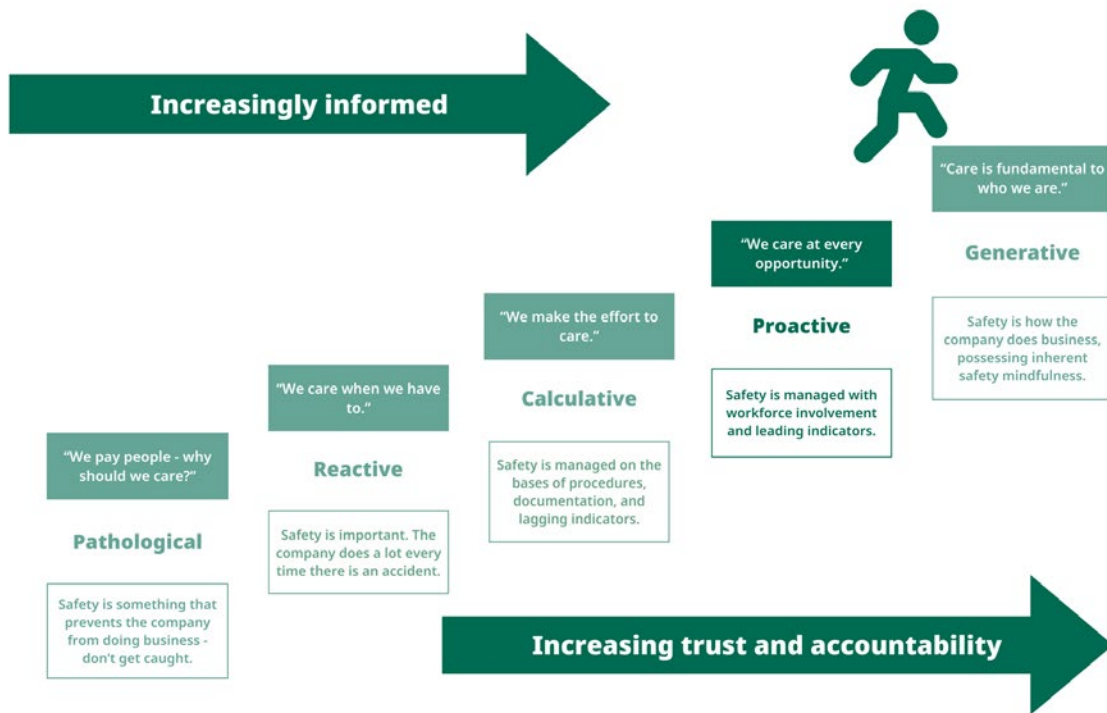 Increasingly informed
“We pay people - why
should we care?”
Pathological
Safety is something that
prevents the company
from doing business -
don’t get caught.
“We care when we have
to.”
Reactive
Safety is important. The
company does a lot every
time there is an accident.
“We make the effort to
care.”
Calculative
Safety is managed on the
bases of procedures,
documentation, and
lagging indicators.
“We care at every
opportunity.”
Proactive
Safety is managed with
workforce involvement
and leading indicators.
“Care is fundamental to
who we are.”
Generative
Safety is how the
company does business,
possessing inherent
safety mindfulness.
Increasing trust and accountability